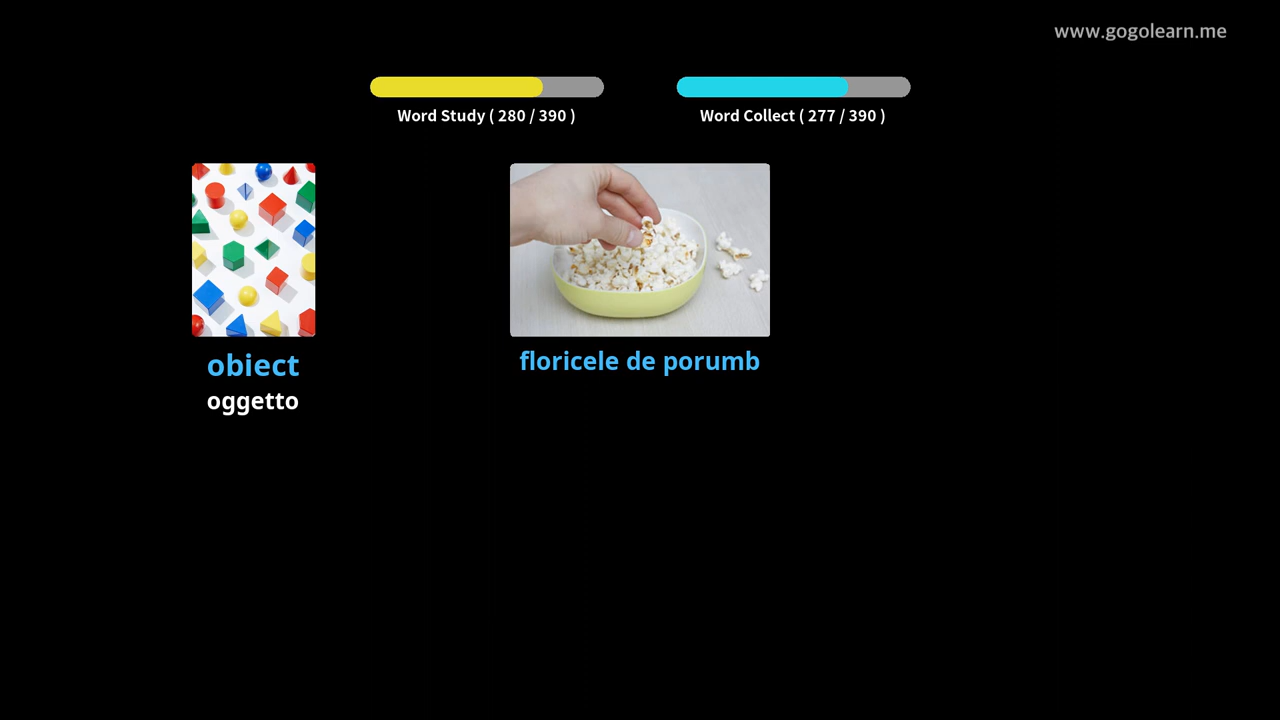 www.gogolearn.me
Word Study ( 280 / 390 )
Word Collect ( 277 / 390 )
obiect
oggetto
floricele de porumb